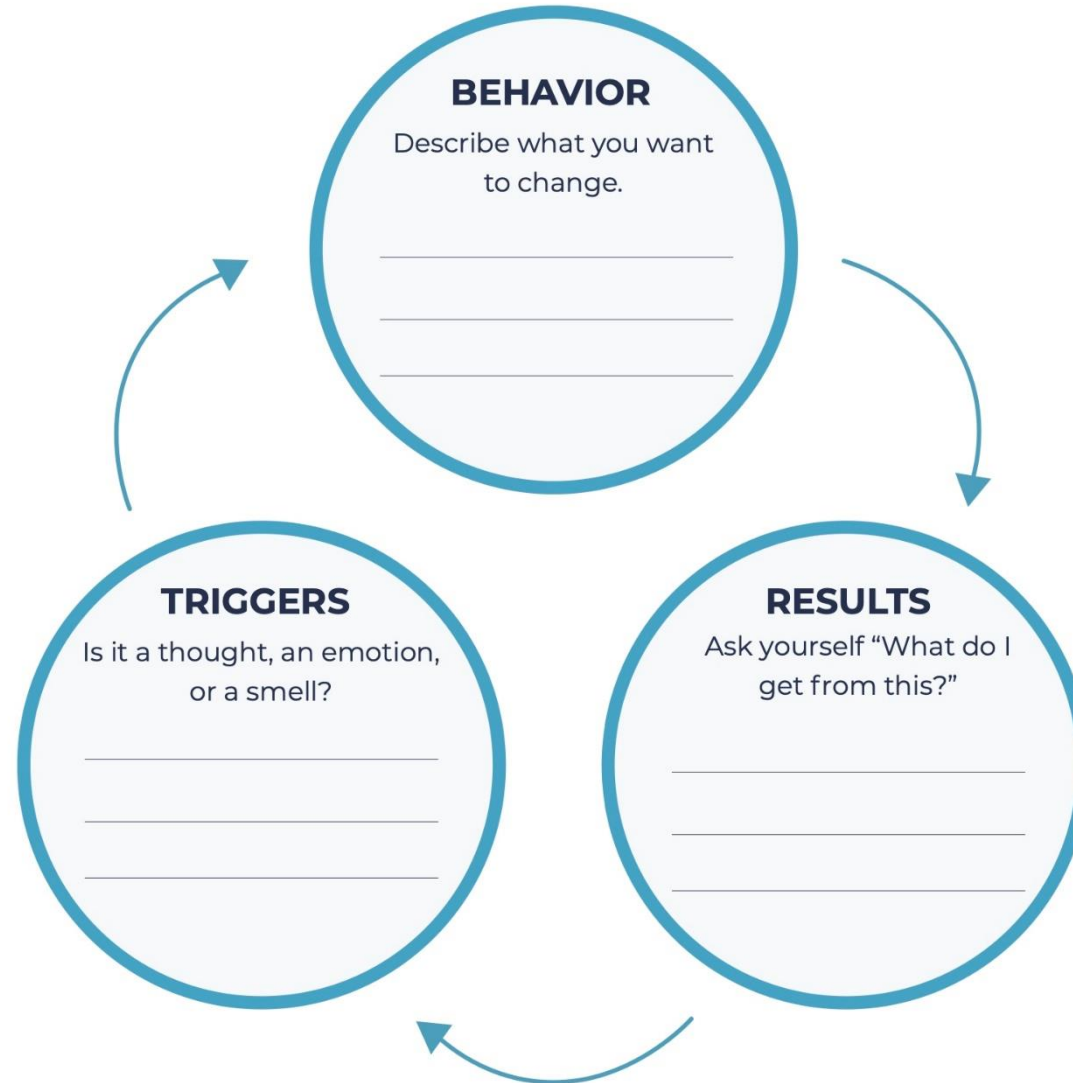 BEHAVIOR
Describe what you want
to change.
TRIGGERS
Is it a thought, an emotion,
or a smell?
RESULTS
Ask yourself “What do I
get from this?”